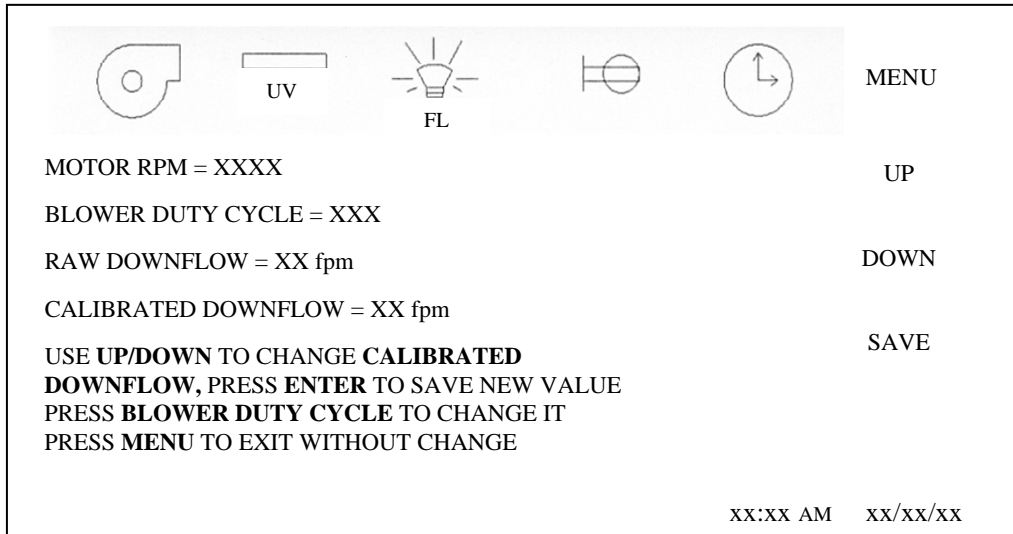 UV
FL
MENU
MOTOR RPM = XXXX
UP
BLOWER DUTY CYCLE = XXX
RAW DOWNFLOW = XX fpm
DOWN
CALIBRATED DOWNFLOW = XX fpm
SAVE
USE UP/DOWN TO CHANGE CALIBRATED
DOWNFLOW, PRESS ENTER TO SAVE NEW VALUE
PRESS BLOWER DUTY CYCLE TO CHANGE IT
PRESS MENU TO EXIT WITHOUT CHANGE
xx:xx AM xx/xx/xx